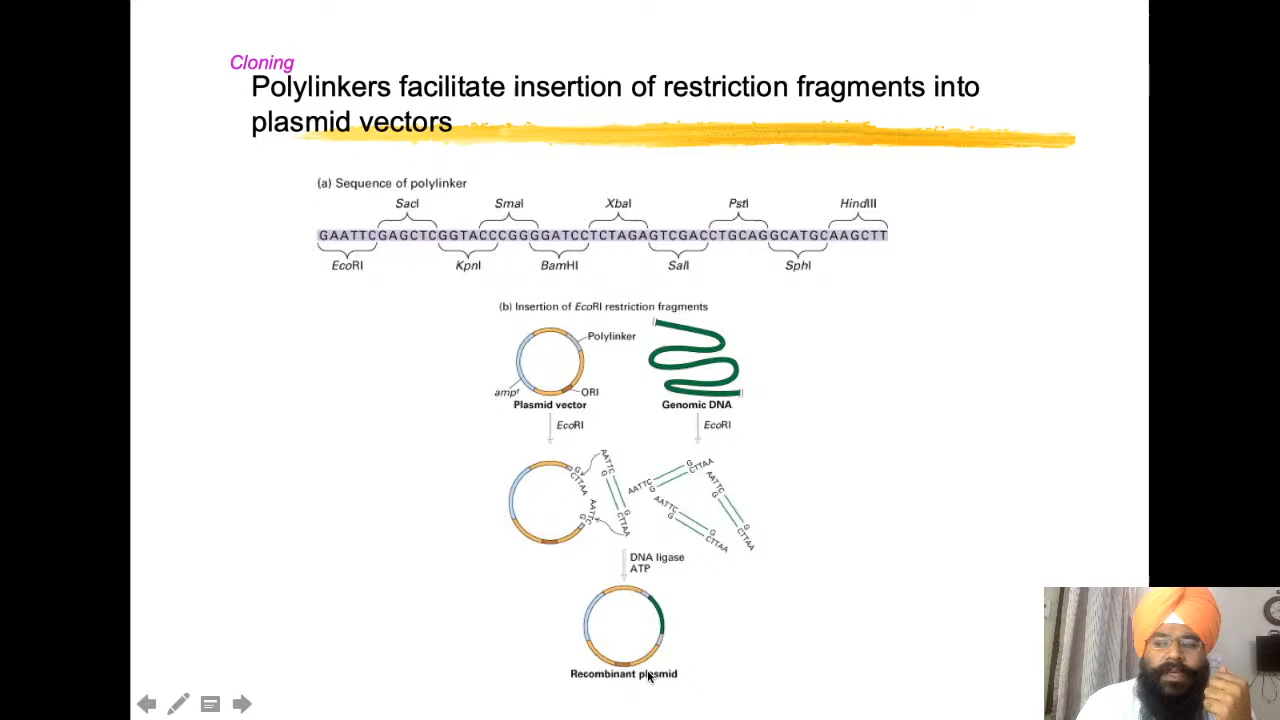 Cloning
Polylinkers facilitate insertion of restriction fragments into
plasmid vectors
(a) Sequence of polylinker
SacI SmaI XbaI PstI HindIII
GAATTCGAGCTCGGTACCCGGGGATCCTCTAGAGTCGACCTGCAGGCATGCAAGCTT
EcoRI KpnI BamHI SalI SphI
(b) Insertion of EcoRI restriction fragments
Polylinker
ampʳ ORI
Plasmid vector Genomic DNA
EcoRI EcoRI
G
CTTAA
AATTC
G
AATTC
G
G
CTTAA
AATTC
G
G
CTTAA
AATTC
G
G
CTTAA
AATTC
G
G
CTTAA
DNA ligase
ATP
Recombinant plasmid